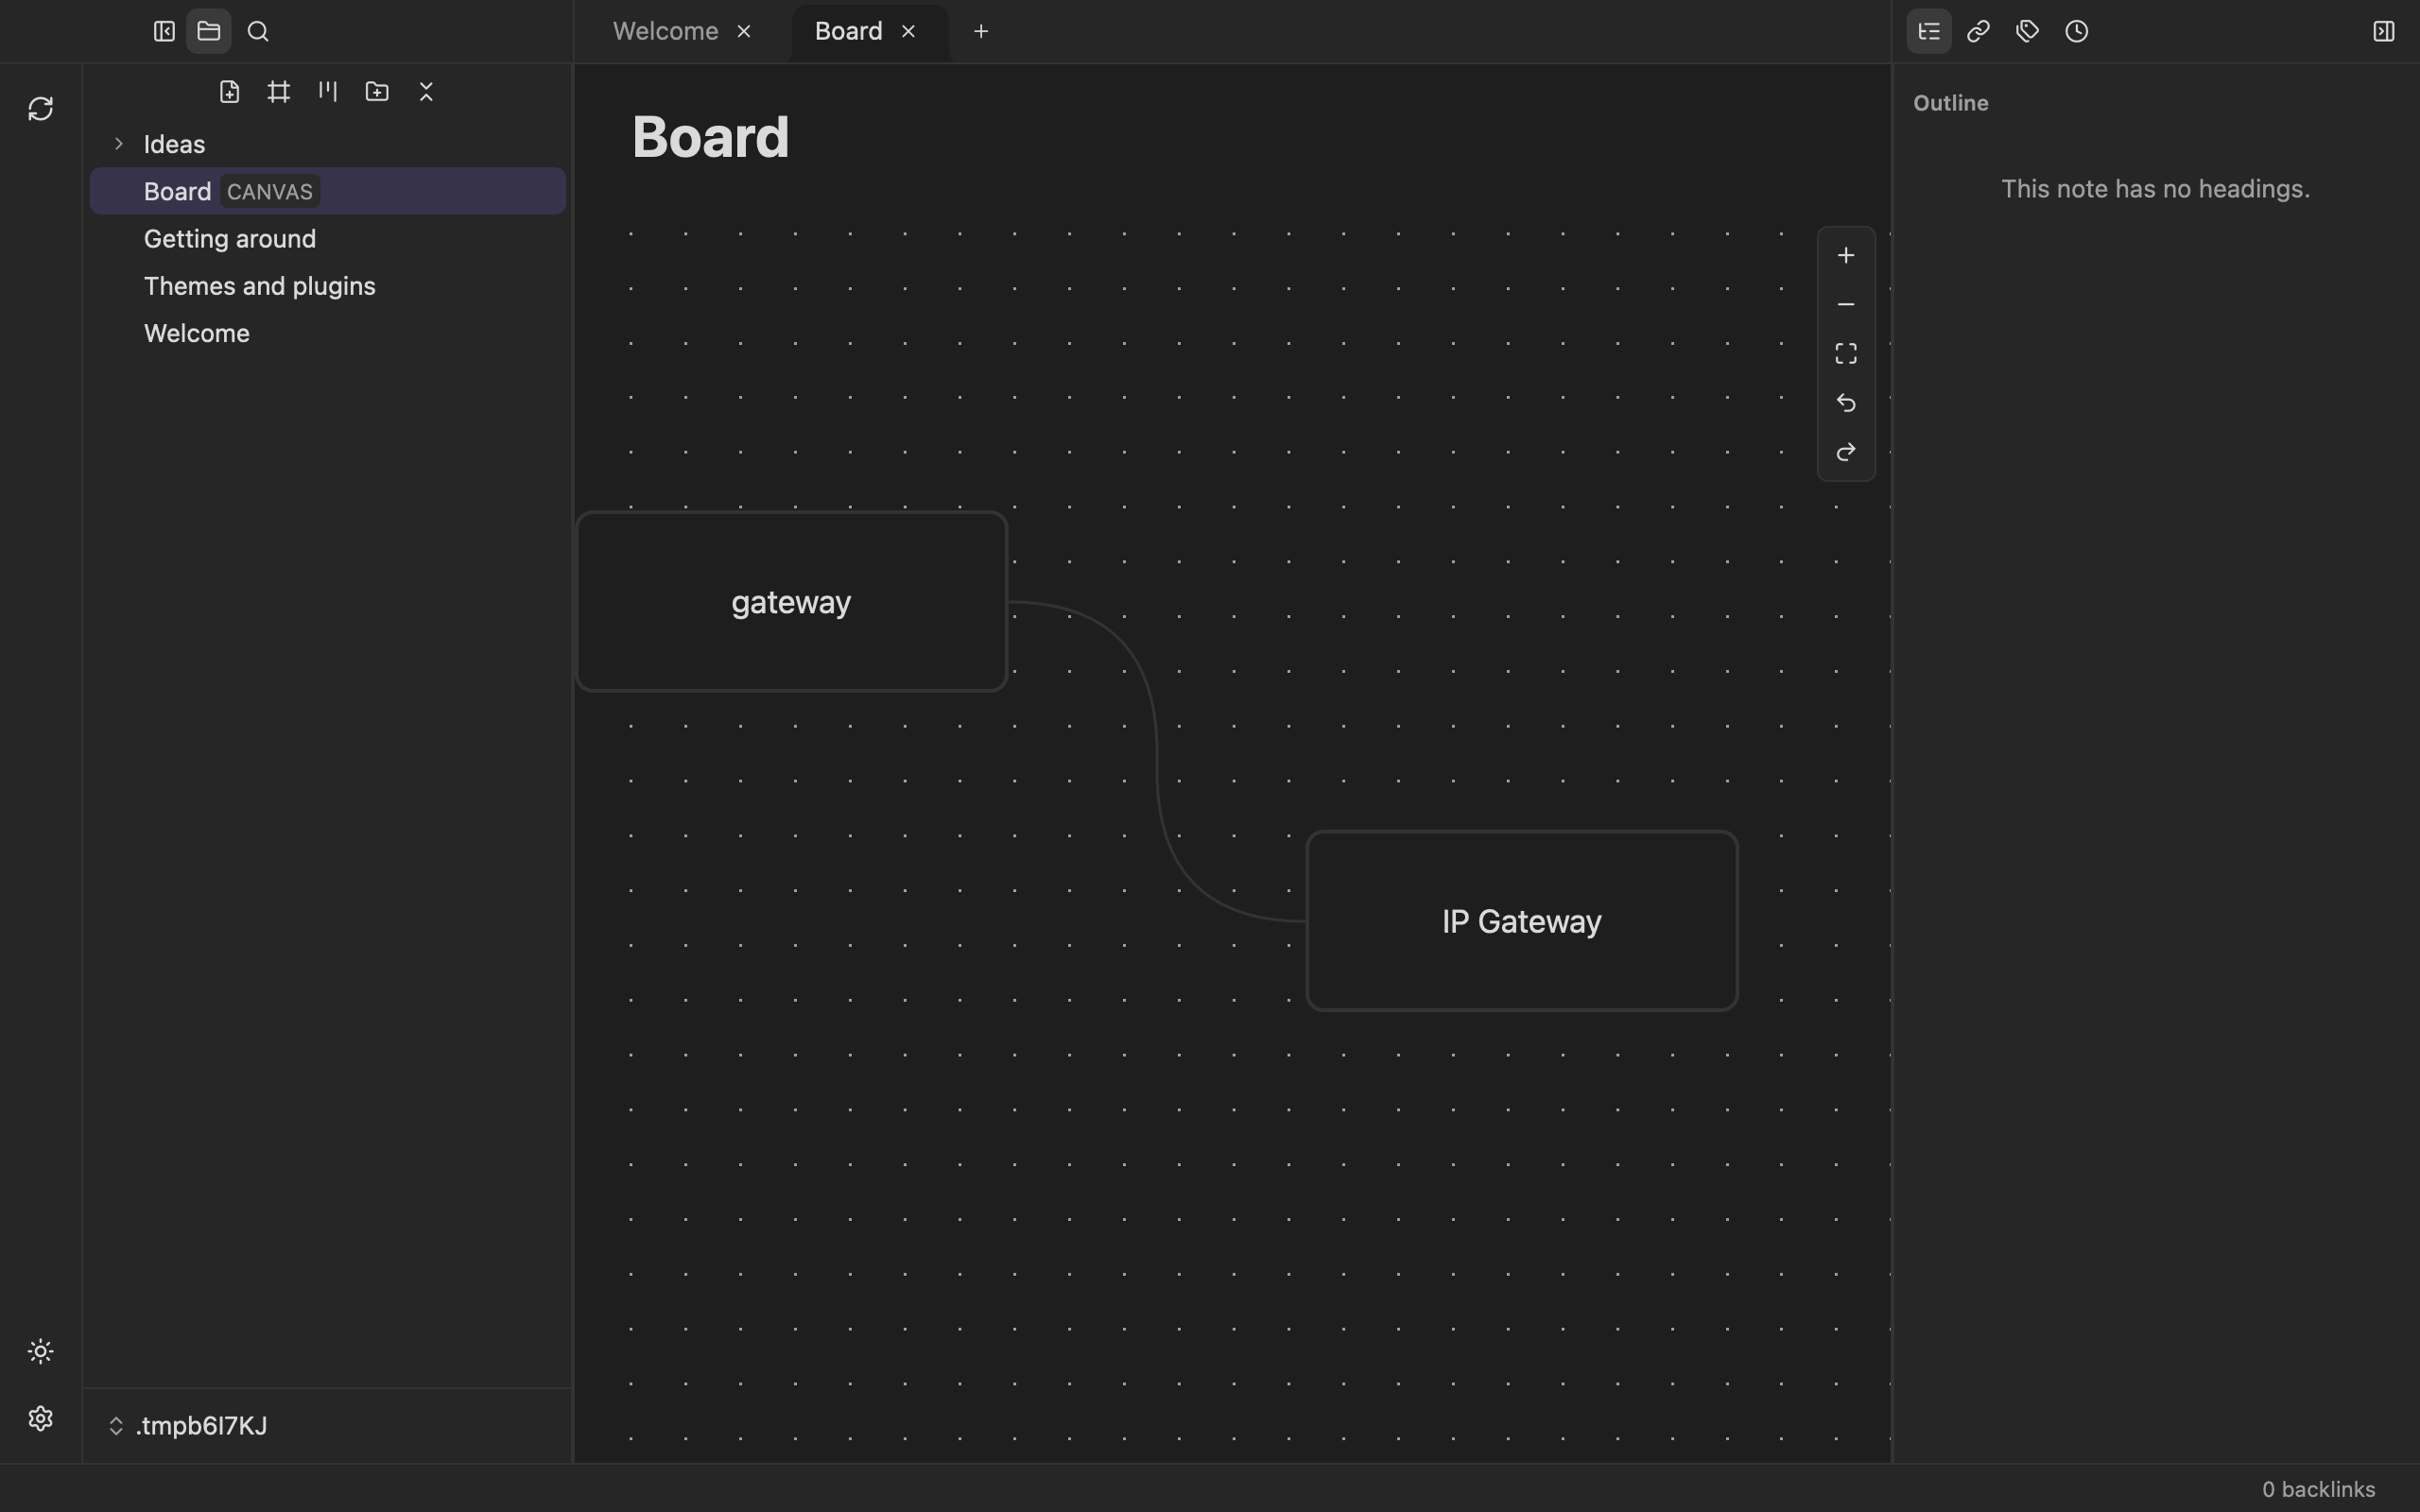 Welcome
Board
Outline
Ideas
Board CANVAS
Getting around
Themes and plugins
Welcome
Board
This note has no headings.
gateway
IP Gateway
.tmpb6I7KJ
0 backlinks